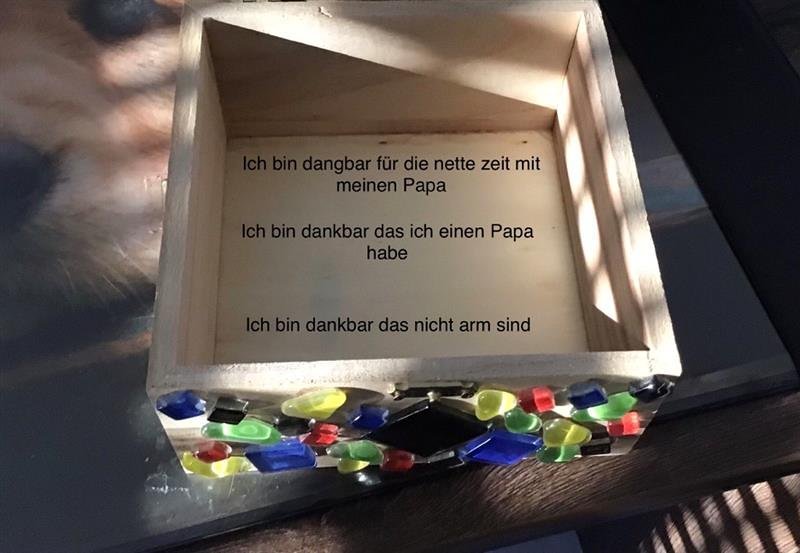 Ich bin dangbar für die nette zeit mit
meinen Papa
Ich bin dankbar das ich einen Papa
habe
Ich bin dankbar das nicht arm sind